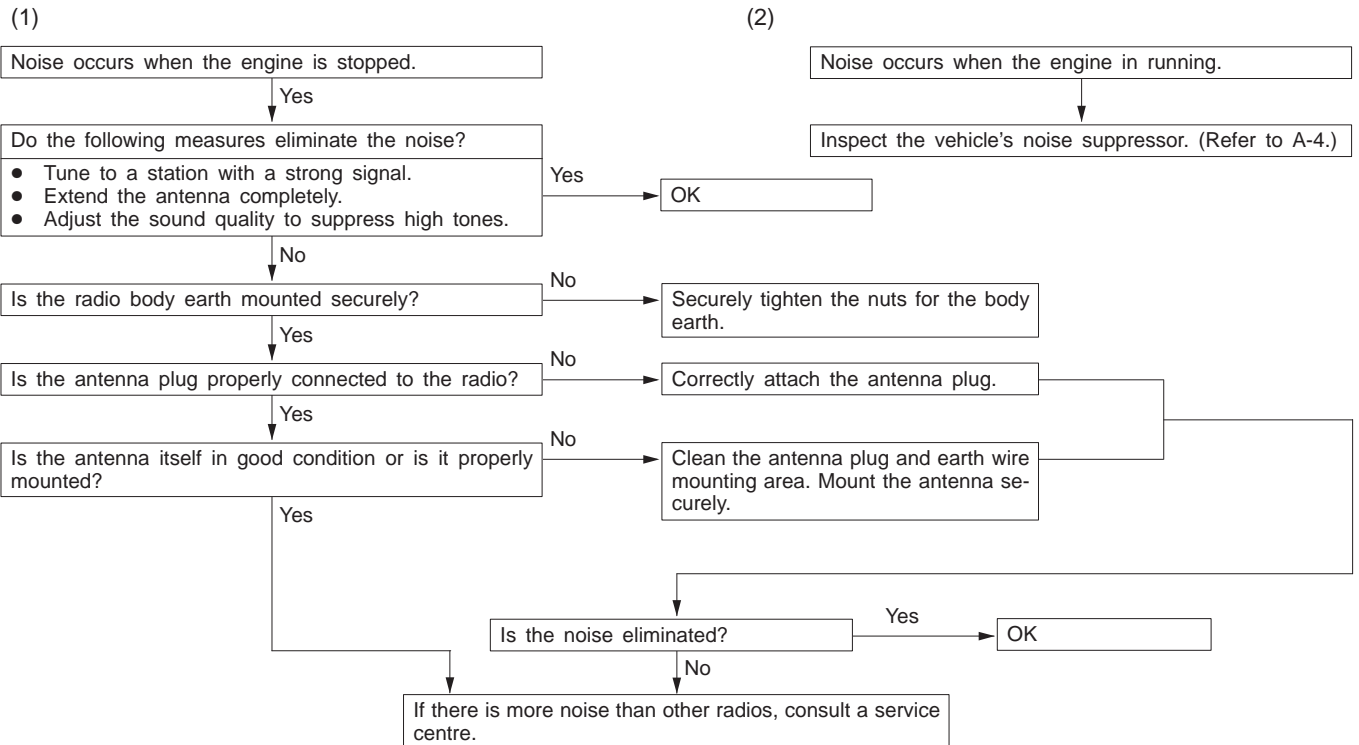 (1)
(2)
Noise occurs when the engine is stopped.
Noise occurs when the engine in running.
Yes
Do the following measures eliminate the noise?
Inspect the vehicle's noise suppressor. (Refer to A-4.)
● Tune to a station with a strong signal.
● Extend the antenna completely.
● Adjust the sound quality to suppress high tones.
Yes
OK
No
Is the radio body earth mounted securely?
No
Securely tighten the nuts for the body
earth.
Yes
Is the antenna plug properly connected to the radio?
No
Correctly attach the antenna plug.
Yes
Is the antenna itself in good condition or is it properly
mounted?
No
Clean the antenna plug and earth wire
mounting area. Mount the antenna se-
curely.
Yes
Is the noise eliminated?
Yes
OK
No
If there is more noise than other radios, consult a service
centre.